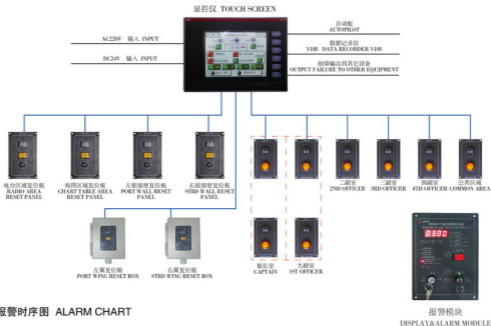 显控仪 TOUCH SCREEN
AC220V 输入 INPUT
DC24V 输入 INPUT
自动舵
AUTOPILOT
数据记录仪
VDR DATA RECORDER VDR
故障输出到其它设备
OUTPUT FAILURE TO OTHER EQUIPMENT
电台区域复位板
RADIO AREA
RESET PANEL
海图区域复位板
CHART TABLE AREA
RESET PANEL
左舷墙壁复位板
PORT WALL RESET
PANEL
右舷墙壁复位板
STBD WALL RESET
PANEL
二副室
2ND OFFICER
三副室
3RD OFFICER
四副室
4TH OFFICER
公共区域
COMMON AREA
左翼复位箱
PORT WING RESET BOX
右翼复位箱
STBD WING RESET BOX
船长室
CAPTAIN
大副室
1ST OFFICER
报警模块
DISPLAY&ALARM MODULE
报警时序图 ALARM CHART